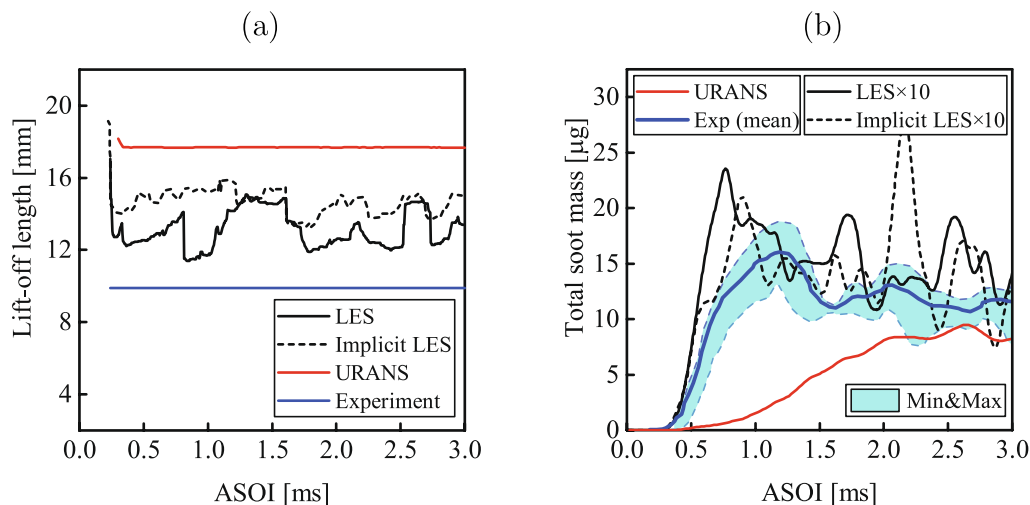 (a)
Lift-off length [mm]
20
16
12
8
4
LES
Implicit LES
URANS
Experiment
0.0 0.5 1.0 1.5 2.0 2.5 3.0
ASOI [ms]
(b)
Total soot mass [µg]
30
25
20
15
10
5
0
URANS
Exp (mean)
LES×10
Implicit LES×10
Min&Max
0.0 0.5 1.0 1.5 2.0 2.5 3.0
ASOI [ms]